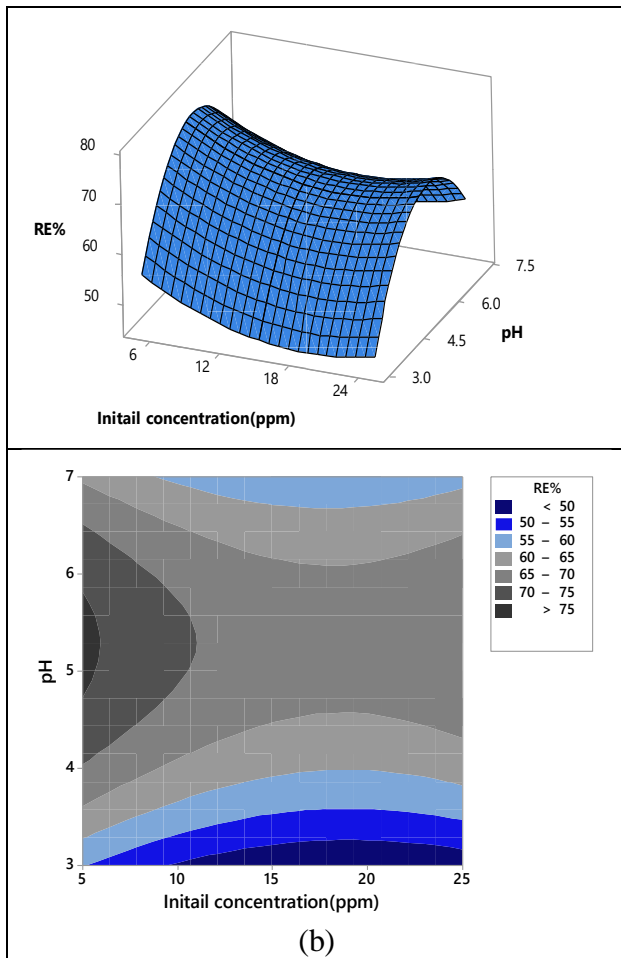 80
70
RE%
60
50
7.5
6.0
pH
4.5
3.0
6
12
18
24
Initail concentration(ppm)
7
6
pH
5
4
3
5 10 15 20 25
Initail concentration(ppm)
RE%
< 50
50 – 55
55 – 60
60 – 65
65 – 70
70 – 75
> 75
(b)